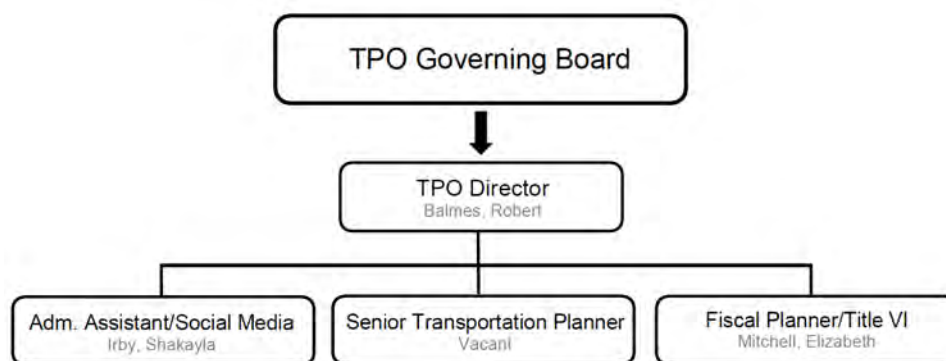 TPO Governing Board
TPO Director
Balmes, Robert
Adm. Assistant/Social Media
Irby, Shakayla
Senior Transportation Planner
Vacant
Fiscal Planner/Title VI
Mitchell, Elizabeth